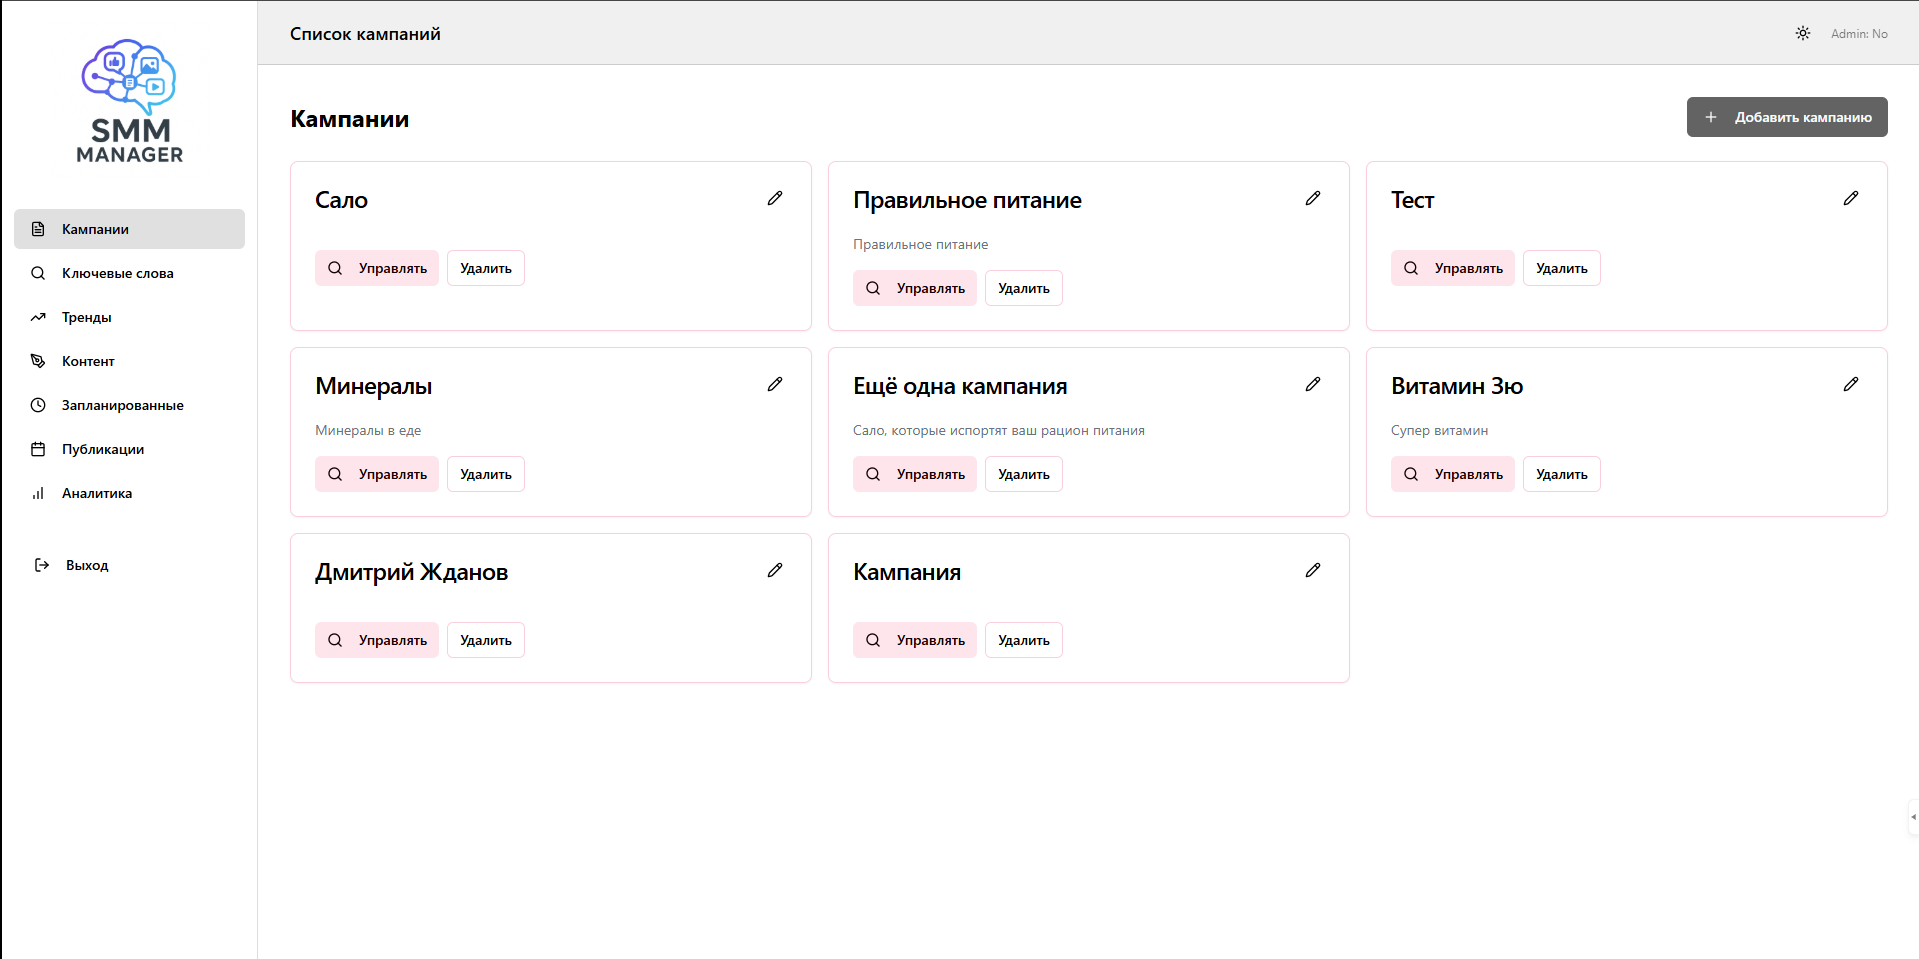 SMM
MANAGER
Кампании
Ключевые слова
Тренды
Контент
Запланированные
Публикации
Аналитика
Выход
Список кампаний
Admin: No
Кампании
+ Добавить кампанию
Сало
Управлять Удалить
Правильное питание
Правильное питание
Управлять Удалить
Тест
Управлять Удалить
Минералы
Минералы в еде
Управлять Удалить
Ещё одна кампания
Сало, которые испортят ваш рацион питания
Управлять Удалить
Витамин Зю
Супер витамин
Управлять Удалить
Дмитрий Жданов
Управлять Удалить
Кампания
Управлять Удалить